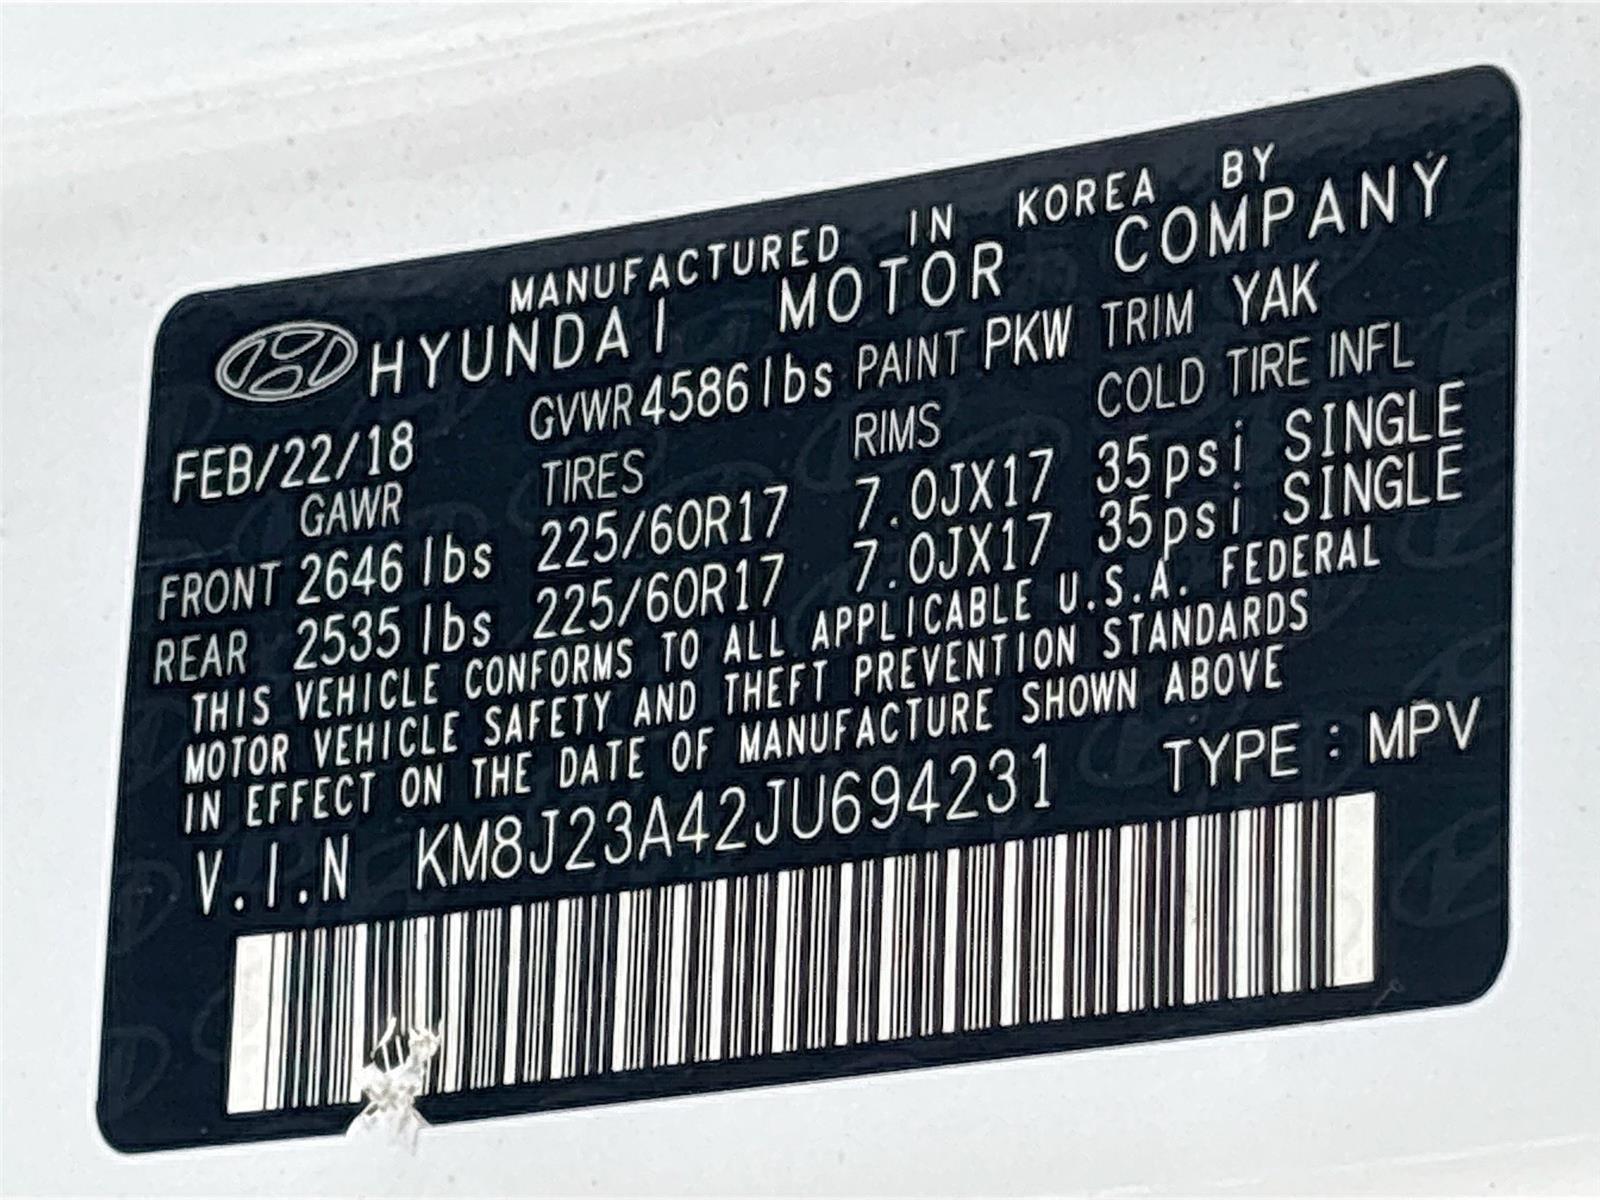 MANUFACTURED IN KOREA BY
HYUNDAI MOTOR COMPANY
FEB/22/18 GVWR 4586 lbs PAINT PKW TRIM YAK
GAWR TIRES RIMS COLD TIRE INFL
FRONT 2646 lbs 225/60R17 7.0JX17 35psi SINGLE
REAR 2535 lbs 225/60R17 7.0JX17 35psi SINGLE
THIS VEHICLE CONFORMS TO ALL APPLICABLE U.S.A. FEDERAL
MOTOR VEHICLE SAFETY AND THEFT PREVENTION STANDARDS
IN EFFECT ON THE DATE OF MANUFACTURE SHOWN ABOVE
V.I.N KM8J23A42JU694231 TYPE : MPV